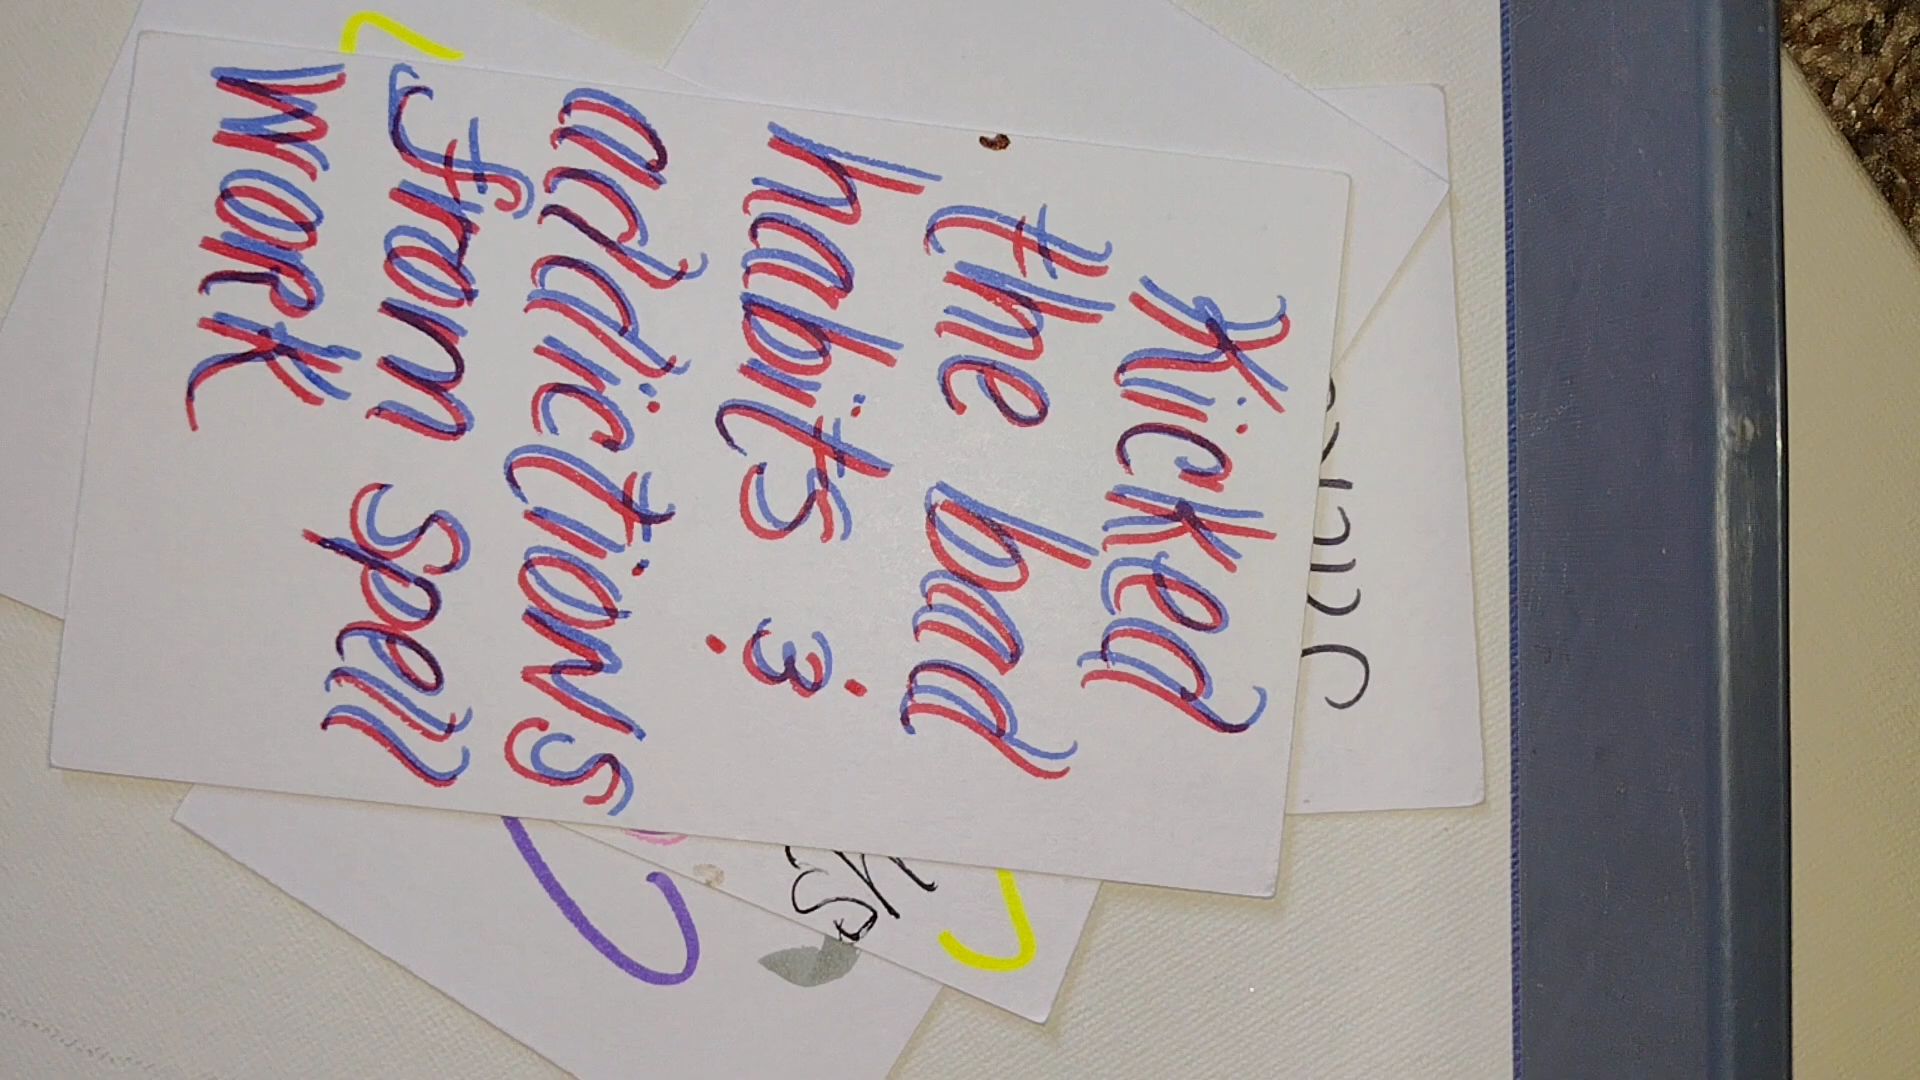 Kicked
the bad
habits &
addictions
from spell
work